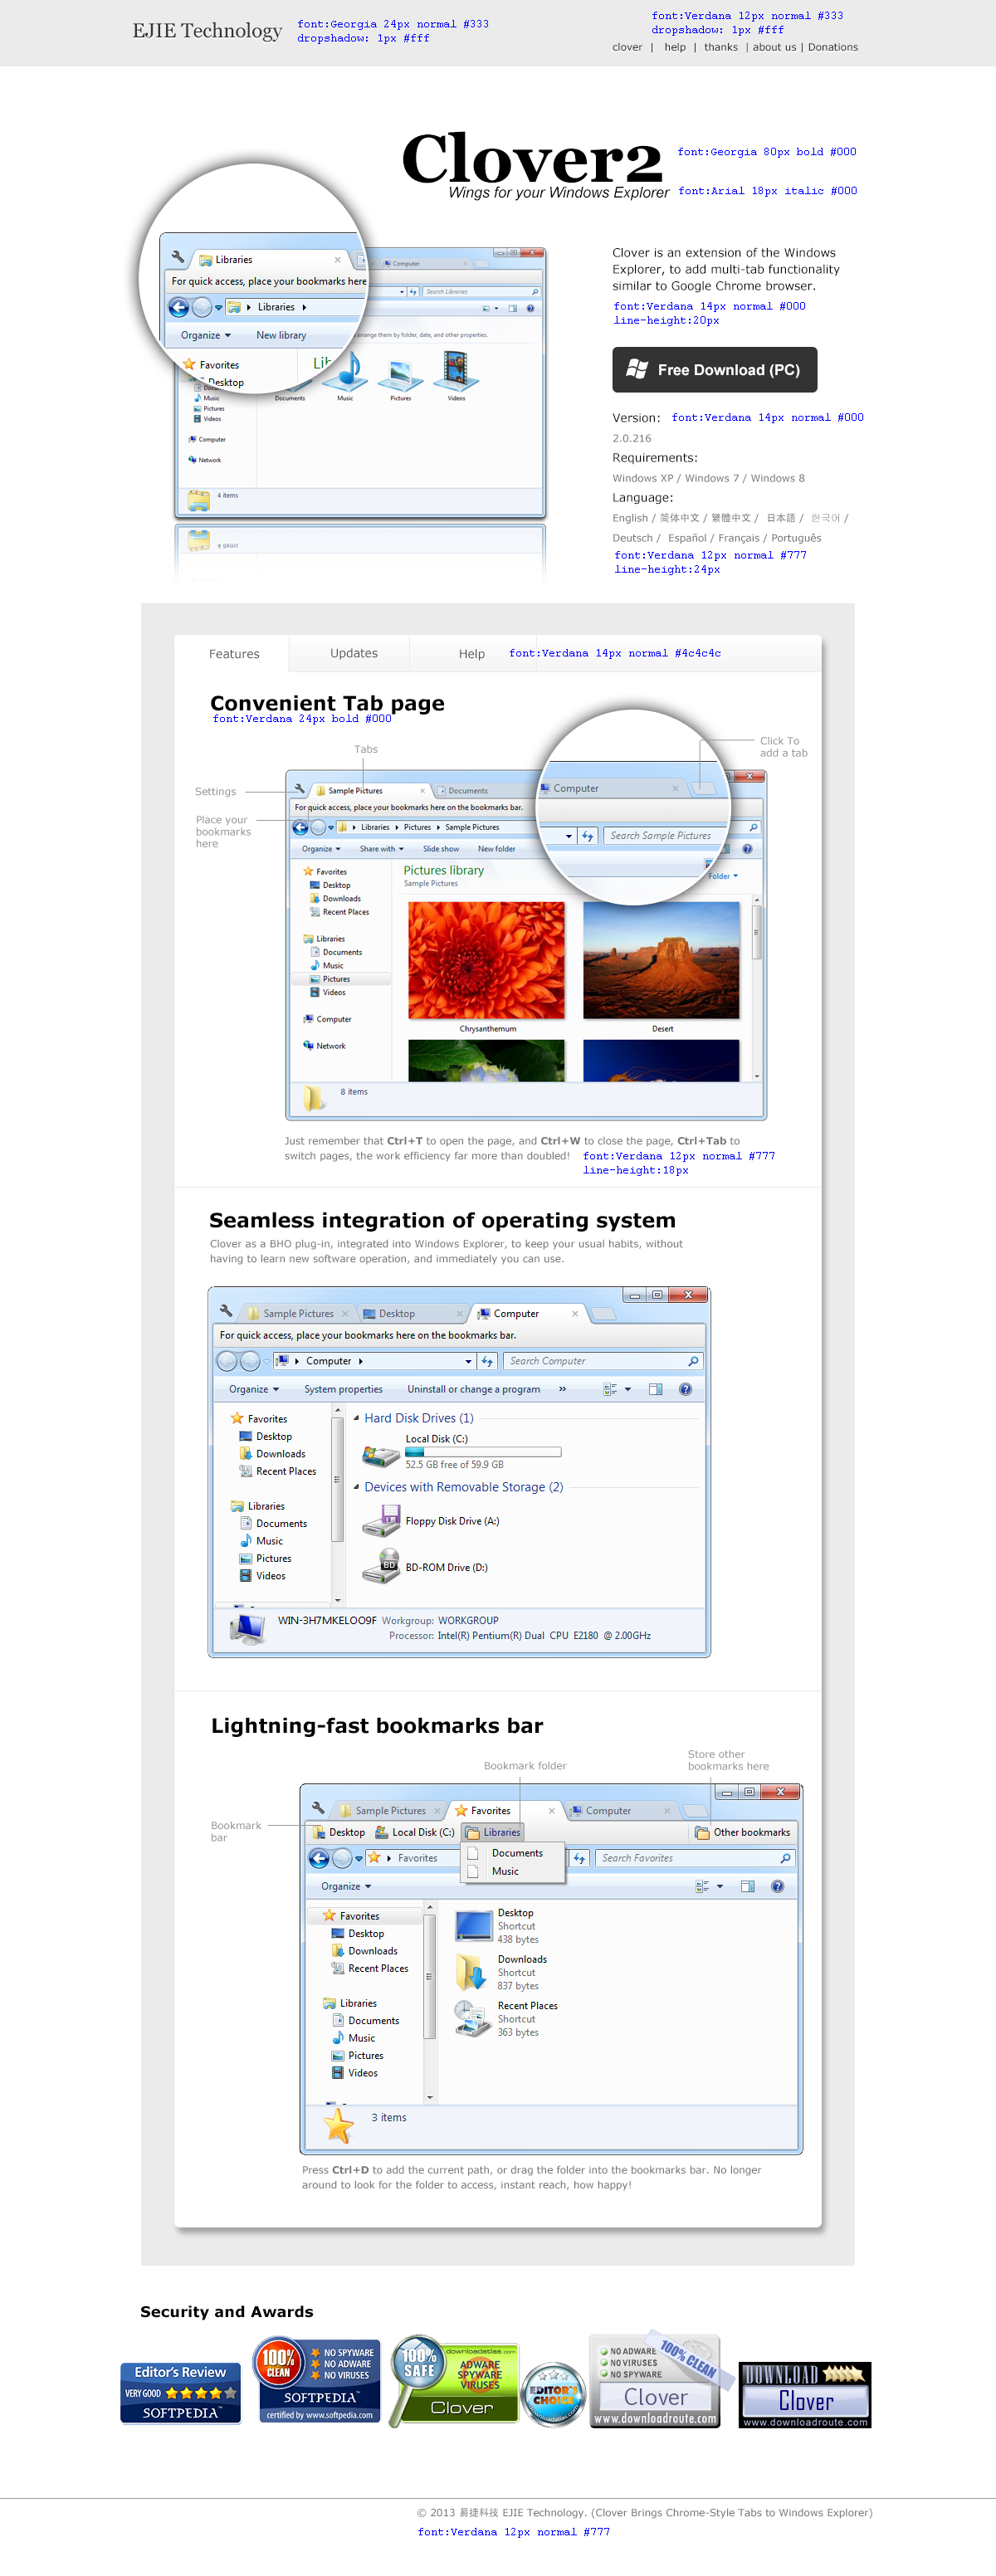 EJIE Technology
font:Georgia 24px normal #333
dropshadow: 1px #fff
font:Verdana 12px normal #333
dropshadow: 1px #fff
clover | help | thanks | about us | Donations
Clover2
font:Georgia 80px bold #000
Wings for your Windows Explorer
font:Arial 18px italic #000
Libraries
Computer
For quick access, place your bookmarks here
Libraries
Search Libraries
Organize
New library
arrange them by folder, date, and other properties.
Favorites
Desktop
Documents
Music
Pictures
Videos
Computer
Network
Documents
Music
Pictures
Videos
4 items
4 items
Clover is an extension of the Windows
Explorer, to add multi-tab functionality
similar to Google Chrome browser.
font:Verdana 14px normal #000
line-height:20px
Free Download (PC)
Version:
font:Verdana 14px normal #000
2.0.216
Requirements:
Windows XP / Windows 7 / Windows 8
Language:
English / 简体中文 / 繁體中文 / 日本語 / 한국어 /
Deutsch / Español / Français / Português
font:Verdana 12px normal #777
line-height:24px
Features
Updates
Help
font:Verdana 14px normal #4c4c4c
Convenient Tab page
font:Verdana 24px bold #000
Tabs
Click To
add a tab
Settings
Place your
bookmarks
here
Sample Pictures
Documents
Computer
For quick access, place your bookmarks here on the bookmarks bar.
Libraries
Pictures
Sample Pictures
Search Sample Pictures
Organize
Share with
Slide show
New folder
Pictures library
Sample Pictures
Folder
Favorites
Desktop
Downloads
Recent Places
Libraries
Documents
Music
Pictures
Videos
Computer
Network
Chrysanthemum
Desert
8 items
Just remember that Ctrl+T to open the page, and Ctrl+W to close the page, Ctrl+Tab to
switch pages, the work efficiency far more than doubled!
font:Verdana 12px normal #777
line-height:18px
Seamless integration of operating system
Clover as a BHO plug-in, integrated into Windows Explorer, to keep your usual habits, without
having to learn new software operation, and immediately you can use.
Sample Pictures
Desktop
Computer
For quick access, place your bookmarks here on the bookmarks bar.
Computer
Search Computer
Organize
System properties
Uninstall or change a program
»
Favorites
Desktop
Downloads
Recent Places
Libraries
Documents
Music
Pictures
Videos
Hard Disk Drives (1)
Local Disk (C:)
52.5 GB free of 59.9 GB
Devices with Removable Storage (2)
Floppy Disk Drive (A:)
BD
BD-ROM Drive (D:)
WIN-3H7MKELOO9F Workgroup: WORKGROUP
Processor: Intel(R) Pentium(R) Dual CPU E2180 @ 2.00GHz
Lightning-fast bookmarks bar
Bookmark folder
Store other
bookmarks here
Bookmark
bar
Sample Pictures
Favorites
Computer
Desktop
Local Disk (C:)
Libraries
Other bookmarks
Documents
Music
Favorites
Search Favorites
Organize
Favorites
Desktop
Downloads
Recent Places
Libraries
Documents
Music
Pictures
Videos
Desktop
Shortcut
438 bytes
Downloads
Shortcut
837 bytes
Recent Places
Shortcut
363 bytes
3 items
Press Ctrl+D to add the current path, or drag the folder into the bookmarks bar. No longer
around to look for the folder to access, instant reach, how happy!
Security and Awards
Editor's Review
VERY GOOD
SOFTPEDIA
100%
CLEAN
NO SPYWARE
NO ADWARE
NO VIRUSES
SOFTPEDIA
certified by www.softpedia.com
100%
SAFE
downloadatlas.com
ADWARE
SPYWARE
VIRUSES
Clover
EDITOR'S
CHOICE
NO ADWARE
NO VIRUSES
NO SPYWARE
100% CLEAN
Clover
www.downloadroute.com
DOWNLOAD
Clover
www.downloadroute.com
© 2013 易捷科技 EJIE Technology. (Clover Brings Chrome-Style Tabs to Windows Explorer)
font:Verdana 12px normal #777